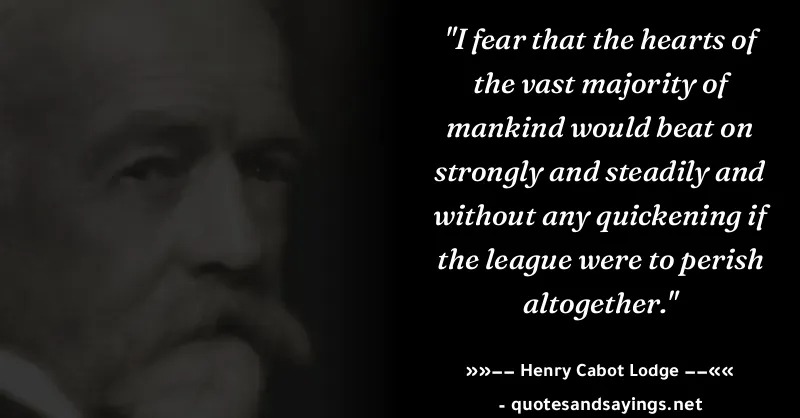 "I fear that the hearts of
the vast majority of
mankind would beat on
strongly and steadily and
without any quickening if
the league were to perish
altogether."
»»−− Henry Cabot Lodge −−««
- quotesandsayings.net